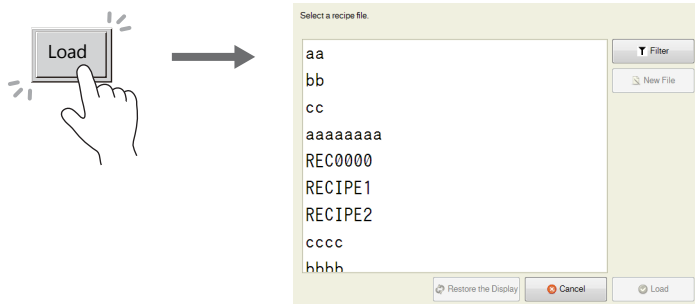 Load
Select a recipe file.
aa
bb
cc
aaaaaaaa
REC0000
RECIPE1
RECIPE2
cccc
bbbb
Filter
New File
Restore the Display
Cancel
Load